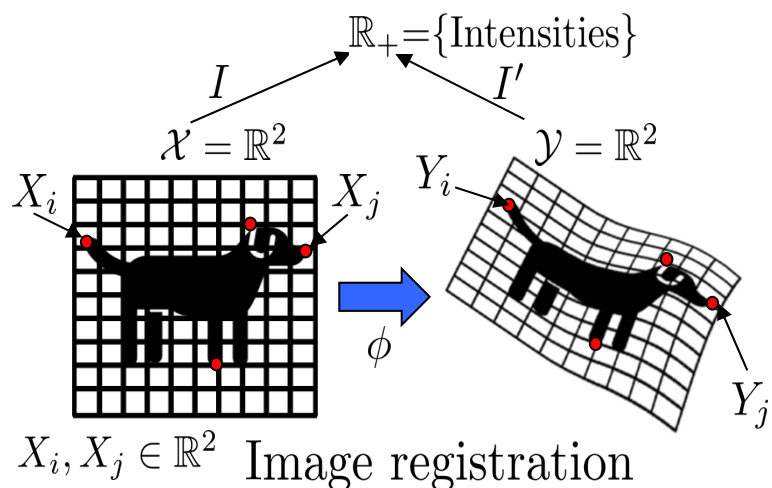 ℝ₊={Intensities}
I I′
𝒳 = ℝ² 𝒴 = ℝ²
Xᵢ Xⱼ Yᵢ
ϕ
Yⱼ
Xᵢ, Xⱼ ∈ ℝ² Image registration